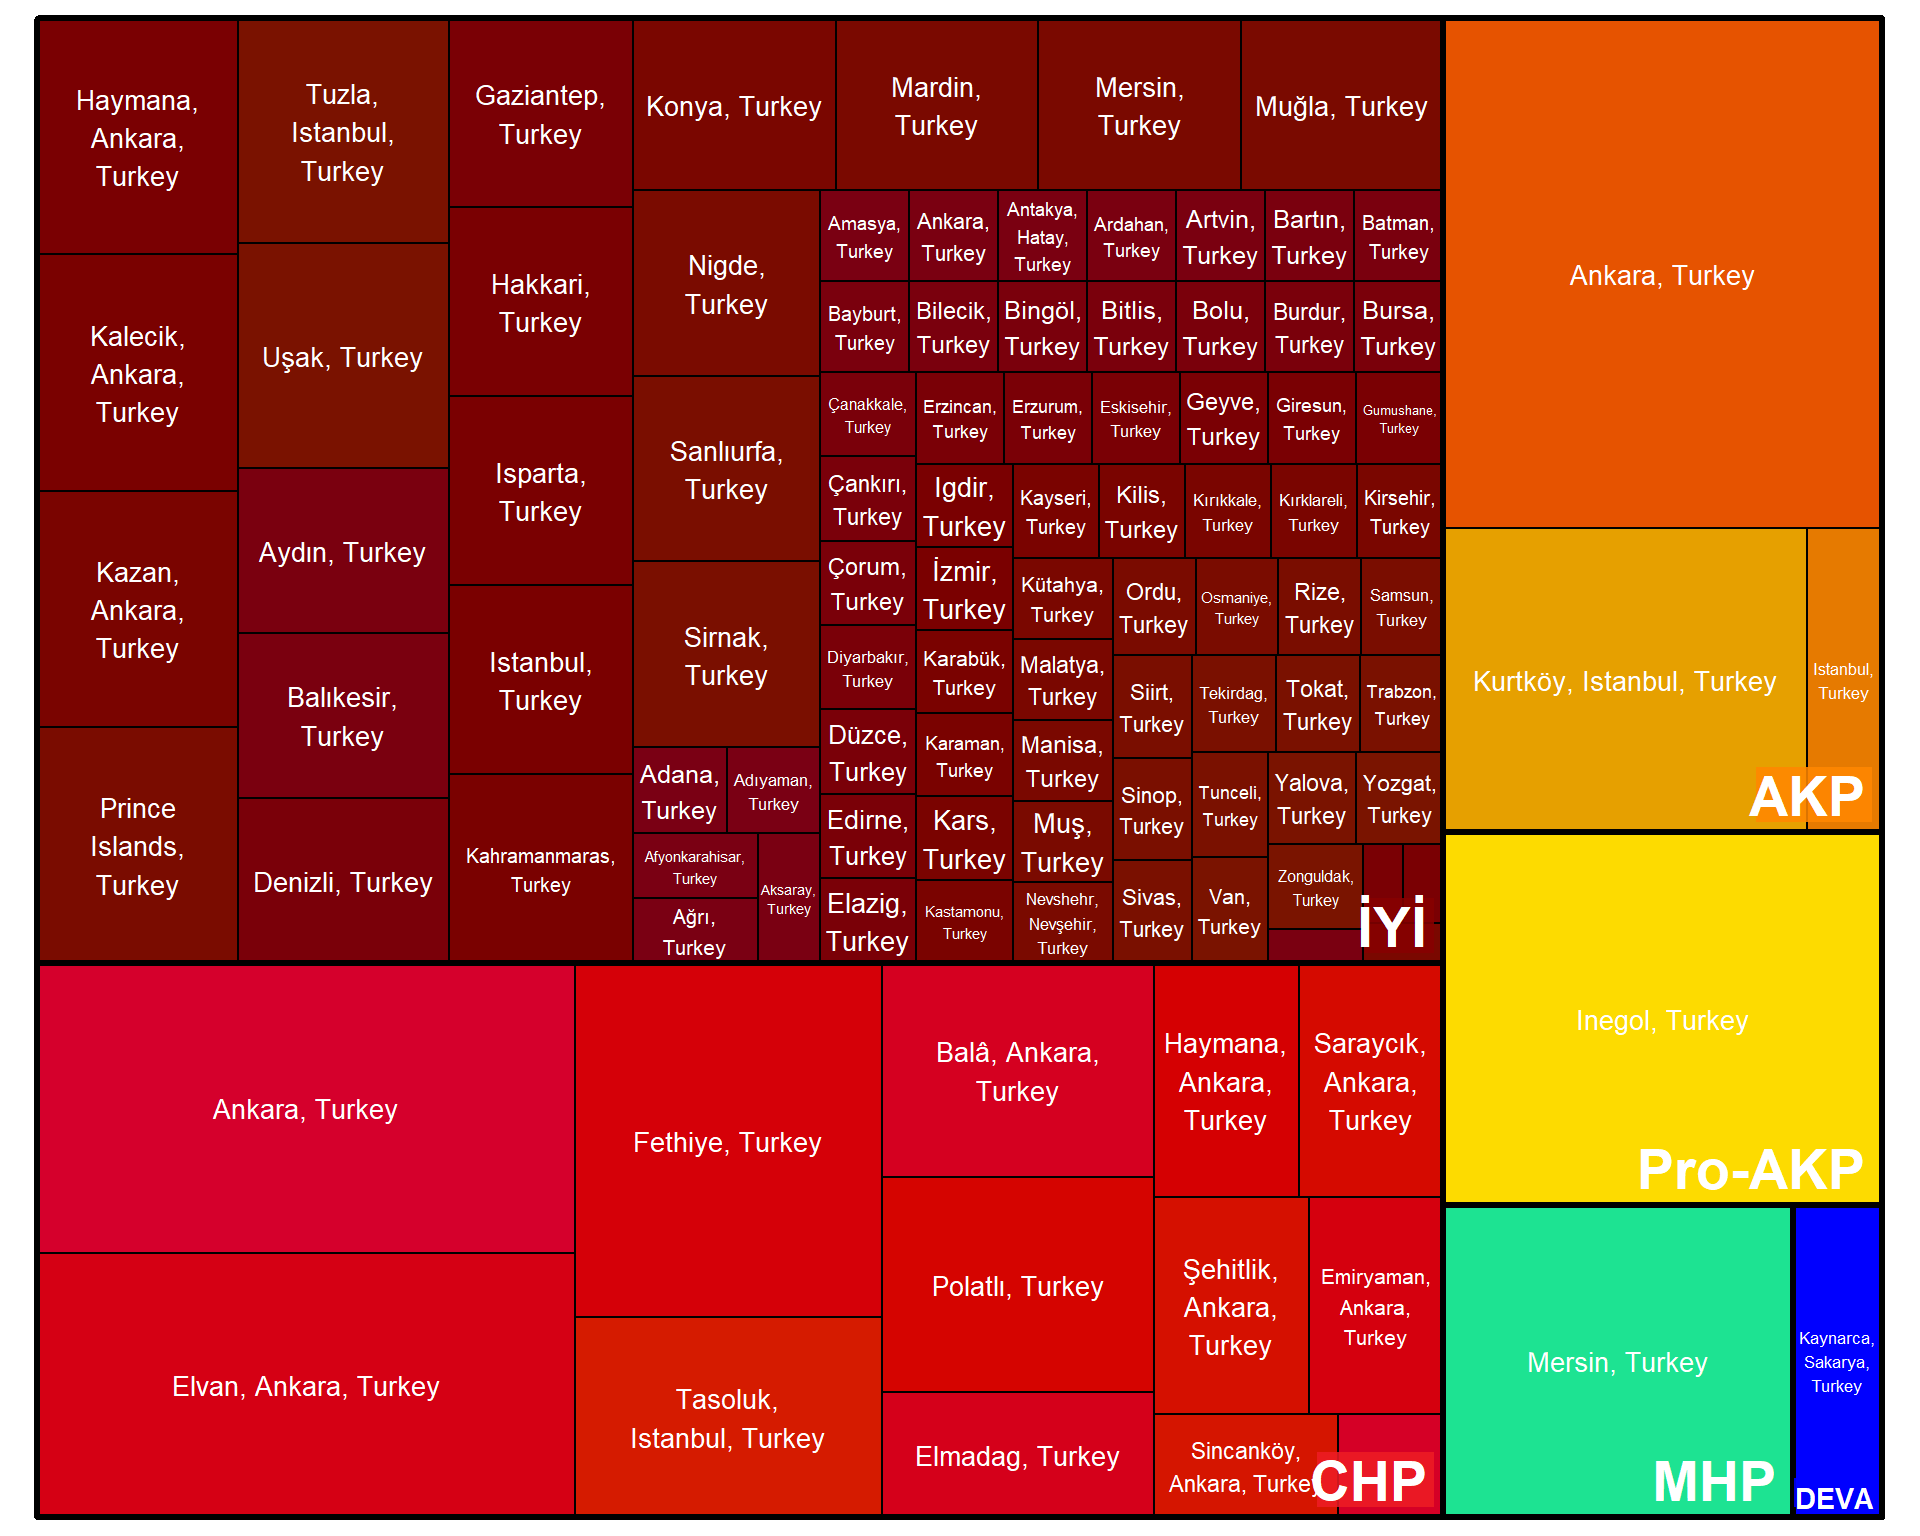 Haymana,
Ankara,
Turkey
Kalecik,
Ankara,
Turkey
Kazan,
Ankara,
Turkey
Prince
Islands,
Turkey
Tuzla,
Istanbul,
Turkey
Uşak, Turkey
Aydın, Turkey
Balıkesir,
Turkey
Denizli, Turkey
Gaziantep,
Turkey
Hakkari,
Turkey
Isparta,
Turkey
Istanbul,
Turkey
Kahramanmaras,
Turkey
Konya, Turkey
Mardin,
Turkey
Mersin,
Turkey
Muğla, Turkey
Nigde,
Turkey
Sanlıurfa,
Turkey
Sirnak,
Turkey
Adana,
Turkey
Adıyaman,
Turkey
Afyonkarahisar,
Turkey
Ağrı,
Turkey
Aksaray,
Turkey
Amasya,
Turkey
Ankara,
Turkey
Antakya,
Hatay,
Turkey
Ardahan,
Turkey
Artvin,
Turkey
Bartın,
Turkey
Batman,
Turkey
Bayburt,
Turkey
Bilecik,
Turkey
Bingöl,
Turkey
Bitlis,
Turkey
Bolu,
Turkey
Burdur,
Turkey
Bursa,
Turkey
Çanakkale,
Turkey
Çankırı,
Turkey
Çorum,
Turkey
Diyarbakır,
Turkey
Düzce,
Turkey
Edirne,
Turkey
Elazig,
Turkey
Erzincan,
Turkey
Erzurum,
Turkey
Eskisehir,
Turkey
Geyve,
Turkey
Giresun,
Turkey
Gumushane,
Turkey
Igdir,
Turkey
İzmir,
Turkey
Karabük,
Turkey
Karaman,
Turkey
Kars,
Turkey
Kastamonu,
Turkey
Kayseri,
Turkey
Kilis,
Turkey
Kırıkkale,
Turkey
Kırklareli,
Turkey
Kirsehir,
Turkey
Kütahya,
Turkey
Malatya,
Turkey
Manisa,
Turkey
Muş,
Turkey
Nevshehr,
Nevşehir,
Turkey
Ordu,
Turkey
Osmaniye,
Turkey
Rize,
Turkey
Samsun,
Turkey
Siirt,
Turkey
Sinop,
Turkey
Sivas,
Turkey
Tekirdag,
Turkey
Tokat,
Turkey
Trabzon,
Turkey
Tunceli,
Turkey
Van,
Turkey
Yalova,
Turkey
Yozgat,
Turkey
Zonguldak,
Turkey
İYİ
Ankara, Turkey
Elvan, Ankara, Turkey
Fethiye, Turkey
Tasoluk,
Istanbul, Turkey
Balâ, Ankara,
Turkey
Polatlı, Turkey
Elmadag, Turkey
Haymana,
Ankara,
Turkey
Saraycık,
Ankara,
Turkey
Şehitlik,
Ankara,
Turkey
Emiryaman,
Ankara,
Turkey
Sincanköy,
Ankara, Turkey
CHP
Ankara, Turkey
Kurtköy, Istanbul, Turkey
Istanbul,
Turkey
AKP
Inegol, Turkey
Pro-AKP
Mersin, Turkey
MHP
Kaynarca,
Sakarya,
Turkey
DEVA